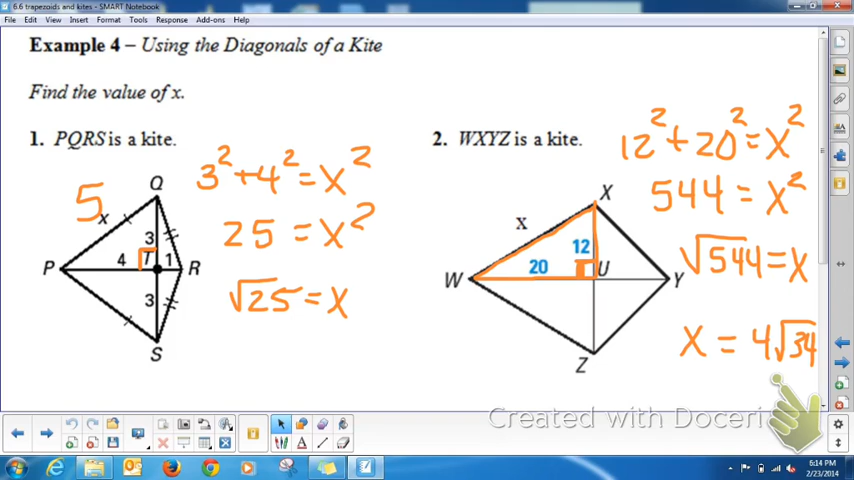 6.6 trapezoids and kites - SMART Notebook
File Edit View Insert Format Tools Response Add-ons Help
Example 4 – Using the Diagonals of a Kite
Find the value of x.
1. PQRS is a kite.
5
Q
x
3
4
T
1
P
R
3
S
3² + 4² = x²
25 = x²
√25 = x
2. WXYZ is a kite.
X
x
12
20
U
W
Y
Z
12² + 20² = x²
544 = x²
√544 = x
x = 4√34
Created with Doceri
6:14 PM
2/23/2014